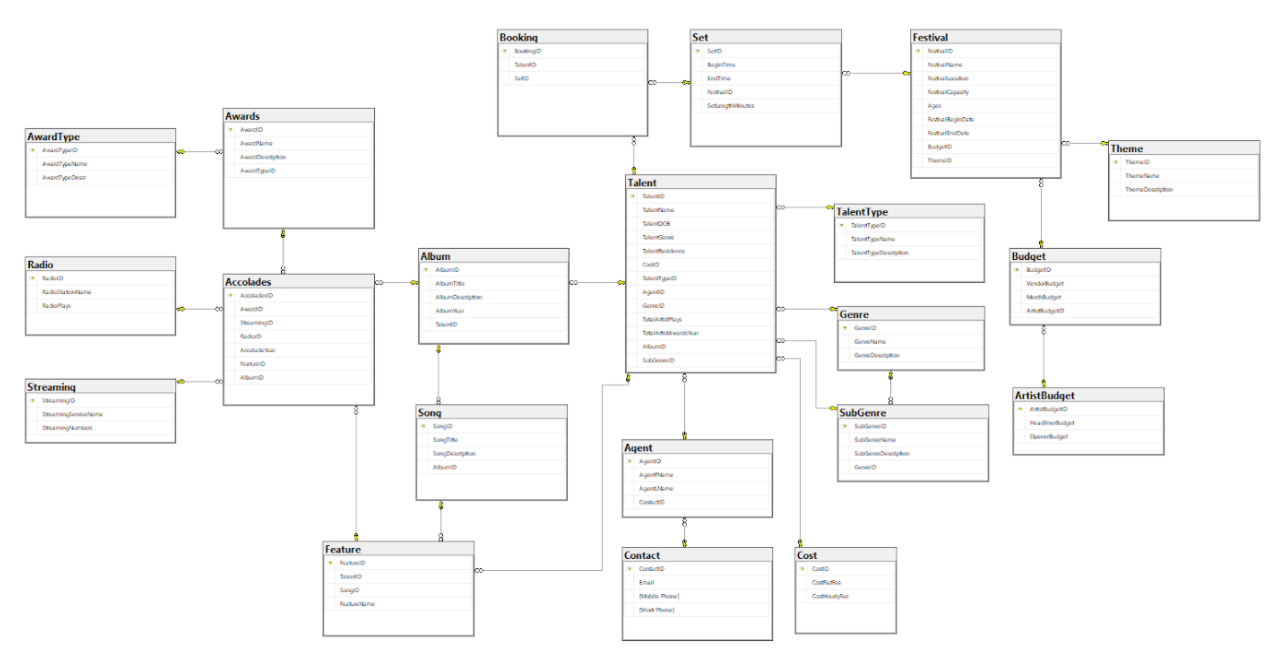 Booking
BookingID
TalentID
SetID
Set
SetID
BeginTime
EndTime
FestivalID
SetLengthMinutes
Festival
FestivalID
FestivalName
FestivalLocation
FestivalCapacity
Ages
FestivalBeginDate
FestivalEndDate
BudgetID
ThemeID
Awards
AwardID
AwardName
AwardDescription
AwardTypeID
AwardType
AwardTypeID
AwardTypeName
AwardTypeDescr
Theme
ThemeID
ThemeName
ThemeDescription
Talent
TalentID
TalentName
TalentDOB
TalentGenre
TalentResidence
CostID
TalentTypeID
AgentID
GenreID
TotalArtistPlays
TotalArtistAwardsYear
AlbumID
SubGenreID
TalentType
TalentTypeID
TalentTypeName
TalentTypeDescription
Radio
RadioID
RadioStationName
RadioPlays
Accolades
AccoladesID
AwardID
StreamingID
RadioID
AccoladeYear
FeatureID
AlbumID
Album
AlbumID
AlbumTitle
AlbumDescription
AlbumYear
TalentID
Budget
BudgetID
VendorBudget
MerchBudget
ArtistBudgetID
Genre
GenreID
GenreName
GenreDescription
Streaming
StreamingID
StreamingServiceName
StreamingNumbers
Song
SongID
SongTitle
SongDescription
AlbumID
SubGenre
SubGenreID
SubGenreName
SubGenreDescription
GenreID
ArtistBudget
ArtistBudgetID
HeadlinerBudget
OpenerBudget
Agent
AgentID
AgentFName
AgentLName
ContactID
Feature
FeatureID
TalentID
SongID
FeatureName
Contact
ContactID
Email
[Mobile Phone]
[Work Phone]
Cost
CostID
CostFlatFee
CostHourlyFee